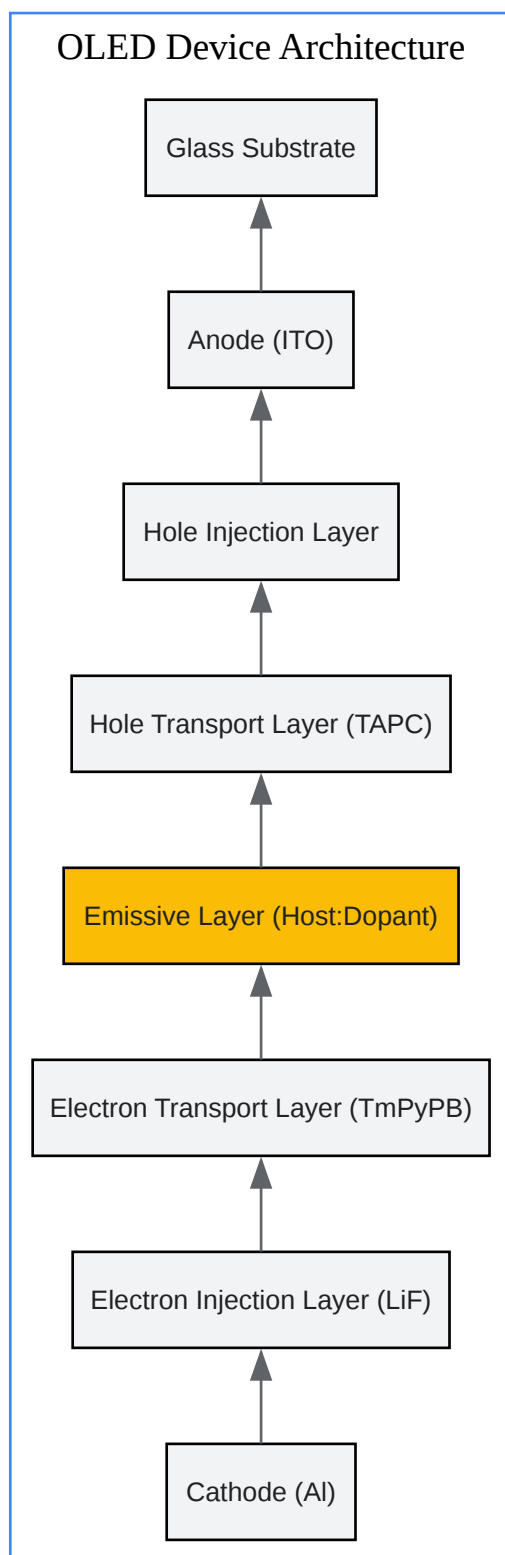 OLED Device Architecture
Glass Substrate
Anode (ITO)
Hole Injection Layer
Hole Transport Layer (TAPC)
Emissive Layer (Host:Dopant)
Electron Transport Layer (TmPyPB)
Electron Injection Layer (LiF)
Cathode (Al)